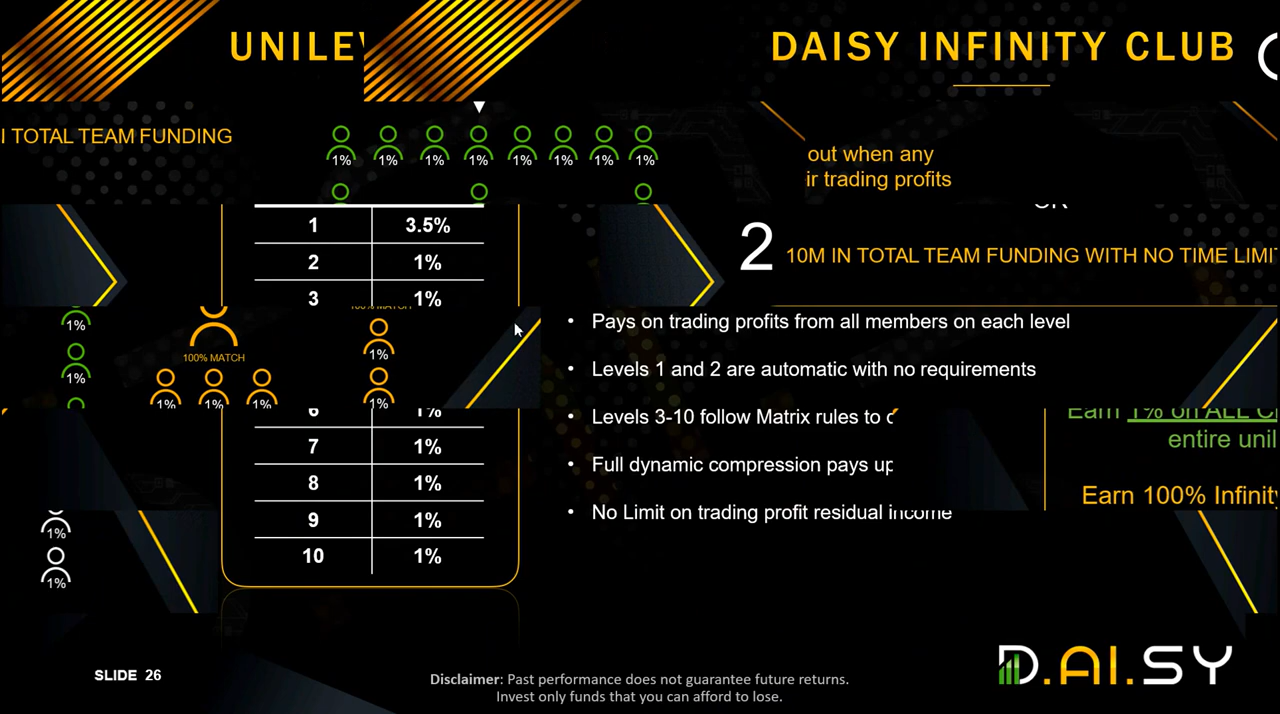 DAISY INFINITY CLUB
TOTAL TEAM FUNDING
1% 1% 1% 1% 1% 1% 1% 1%
out when any
trading profits
1 3.5%
2 1%
3 1%
2
10M IN TOTAL TEAM FUNDING WITH NO TIME
1%
100% MATCH
1%
1%
1% 1% 1%
1%
• Pays on trading profits from all members on each level
• Levels 1 and 2 are automatic with no requirements
• Levels 3-10 follow Matrix rules to
• Full dynamic compression pays
• No Limit on trading profit residual income
6 1%
7 1%
8 1%
9 1%
10 1%
Earn 1% on ALL
entire
Earn 100% Infinity
1%
1%
SLIDE 26
Disclaimer: Past performance does not guarantee future returns.
Invest only funds that you can afford to lose.
D.AI.SY